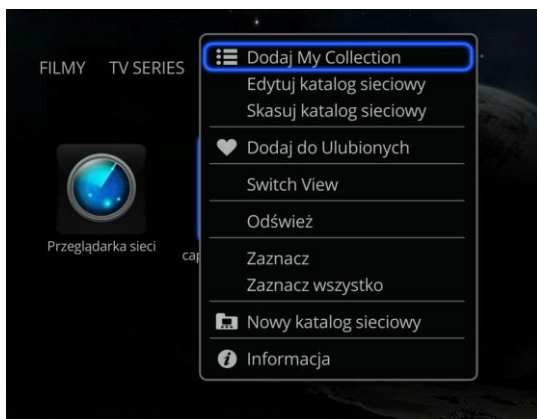 FILMY TV SERIES
Dodaj My Collection
Edytuj katalog sieciowy
Skasuj katalog sieciowy
Dodaj do Ulubionych
Switch View
Odśwież
Zaznacz
Zaznacz wszystko
Nowy katalog sieciowy
Informacja
Przeglądarka sieci